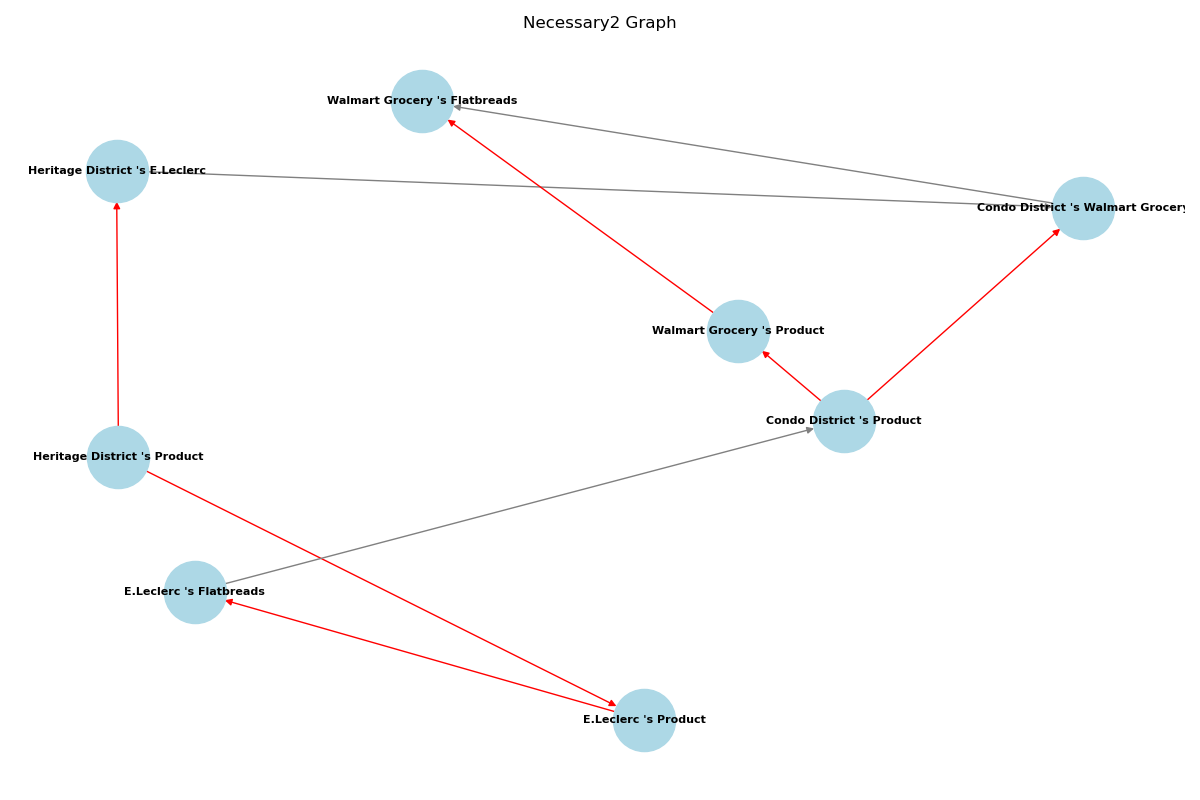 Necessary2 Graph
Walmart Grocery 's Flatbreads
Heritage District 's E.Leclerc
Condo District 's Walmart Grocery
Walmart Grocery 's Product
Condo District 's Product
Heritage District 's Product
E.Leclerc 's Flatbreads
E.Leclerc 's Product